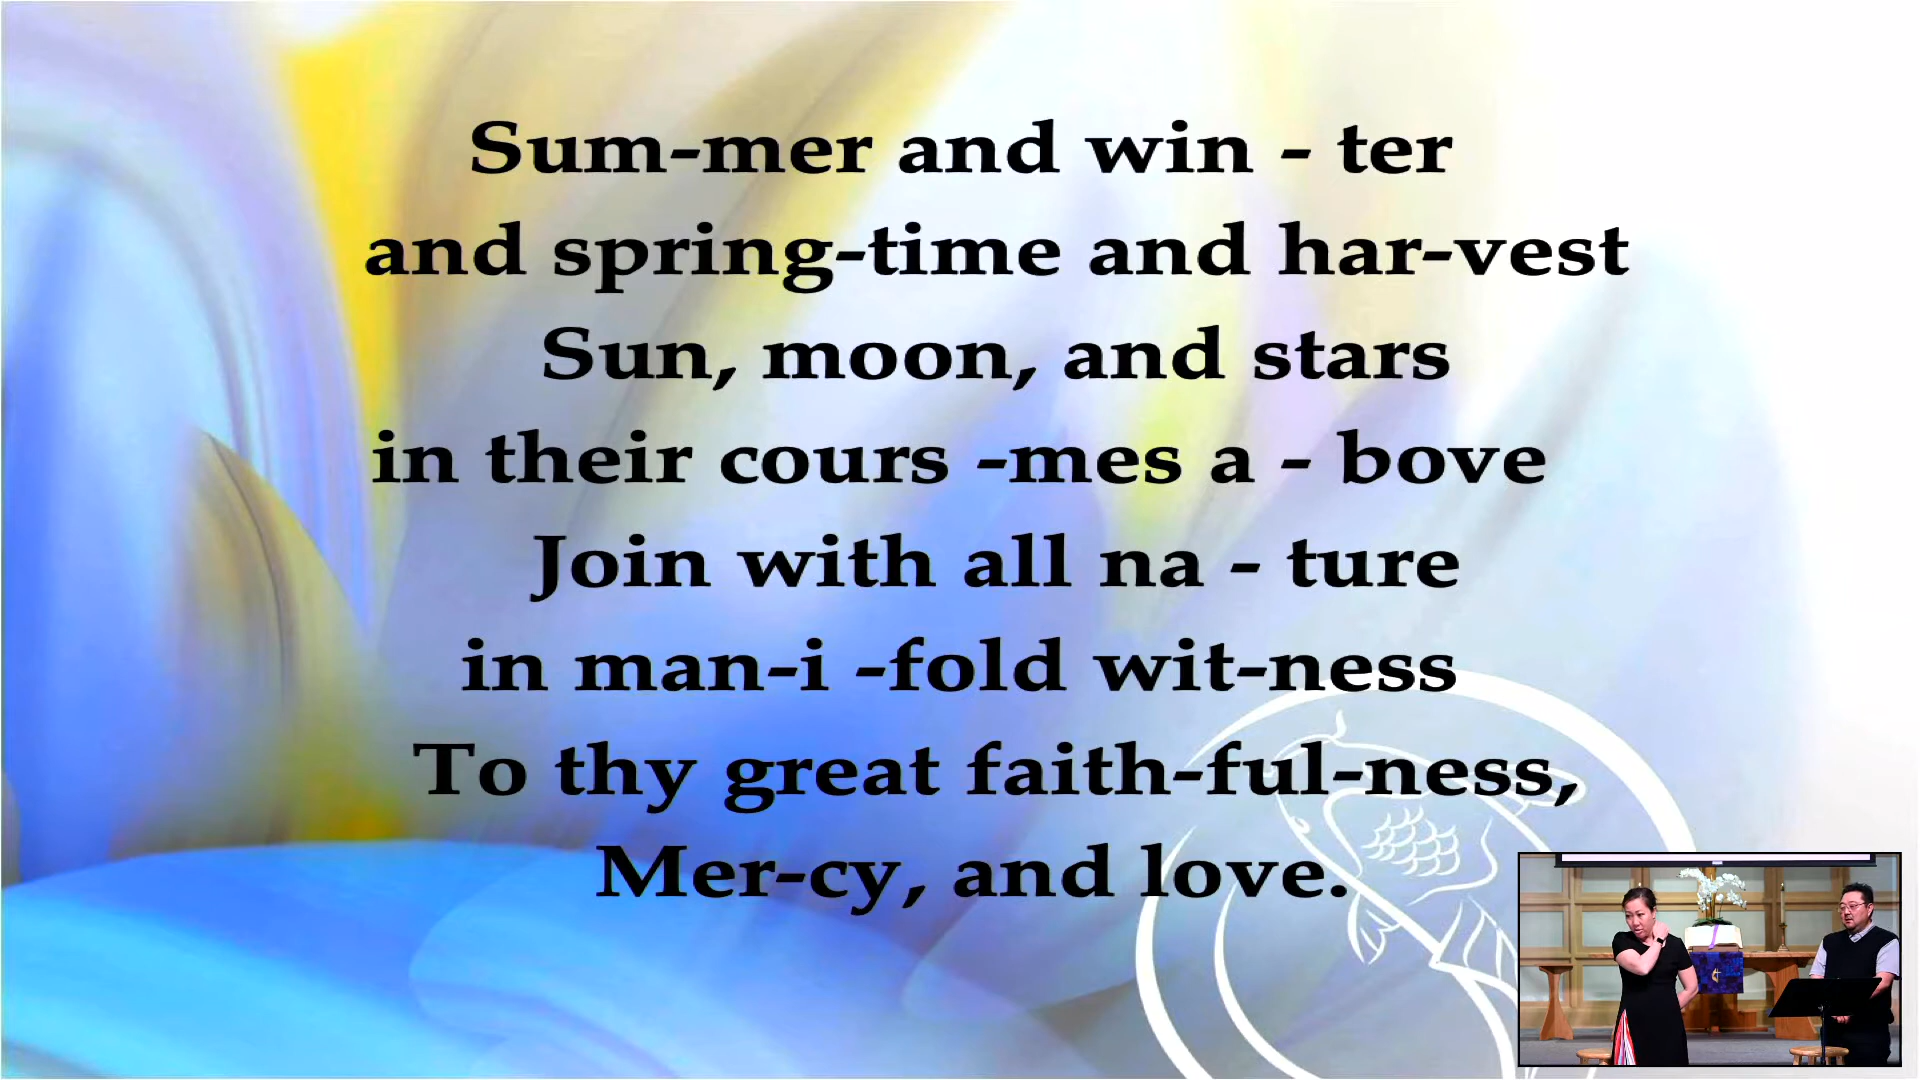 Sum-mer and win - ter
and spring-time and har-vest
Sun, moon, and stars
in their cours -mes a - bove
Join with all na - ture
in man-i -fold wit-ness
To thy great faith-ful-ness,
Mer-cy, and love.